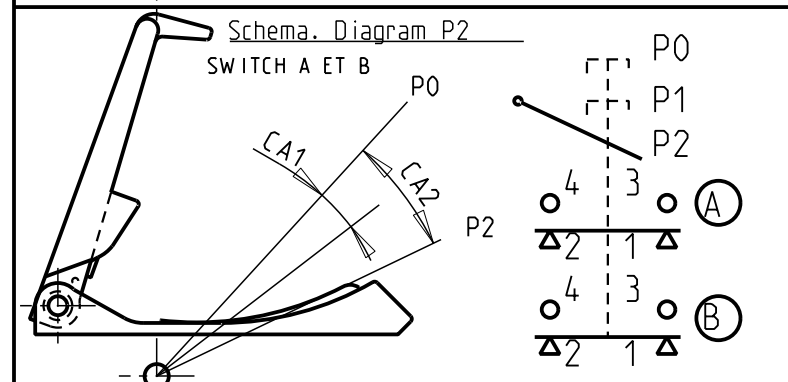 Schema. Diagram P2
SWITCH A ET B
P0
CA1
CA2
P2
P0
P1
P2
4 3
A
2 1
4 3
B
2 1